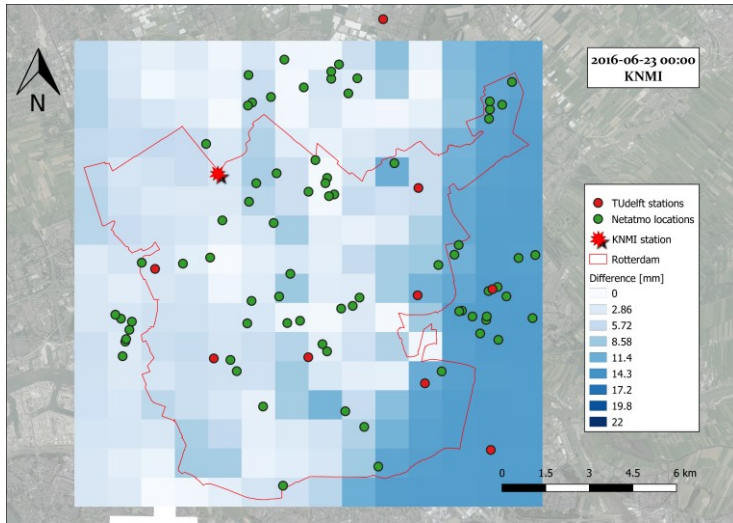 2016-06-23 00:00
KNMI
N
TUdelft stations
Netatmo locations
KNMI station
Rotterdam
Difference [mm]
0
2.86
5.72
8.58
11.4
14.3
17.2
19.8
22
0 1.5 3 4.5 6 km